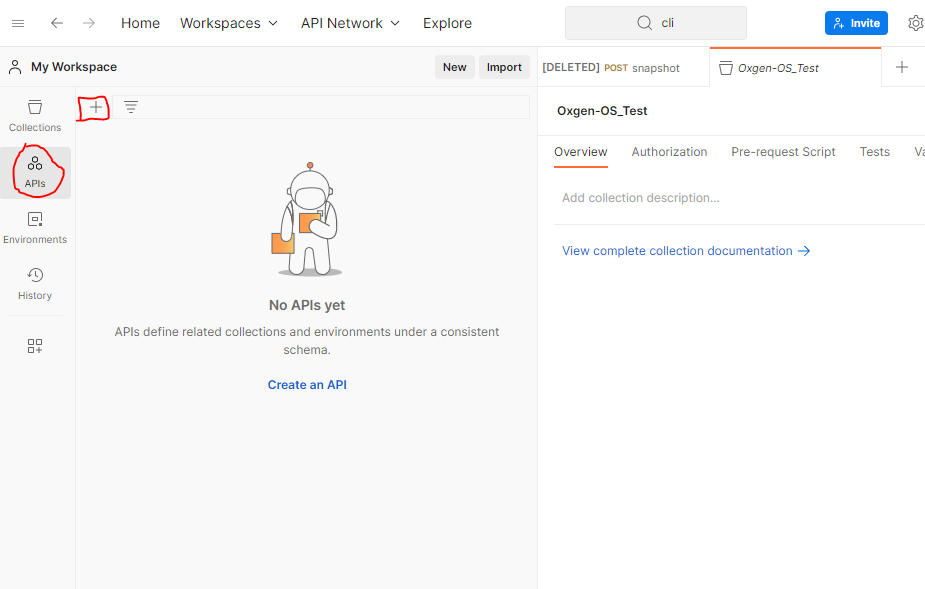 Home Workspaces API Network Explore cli Invite
My Workspace New Import [DELETED] POST snapshot Oxgen-OS_Test
Collections
APIs
Environments
History
No APIs yet
APIs define related collections and environments under a consistent
schema.
Create an API
Oxgen-OS_Test
Overview Authorization Pre-request Script Tests Va
Add collection description...
View complete collection documentation →